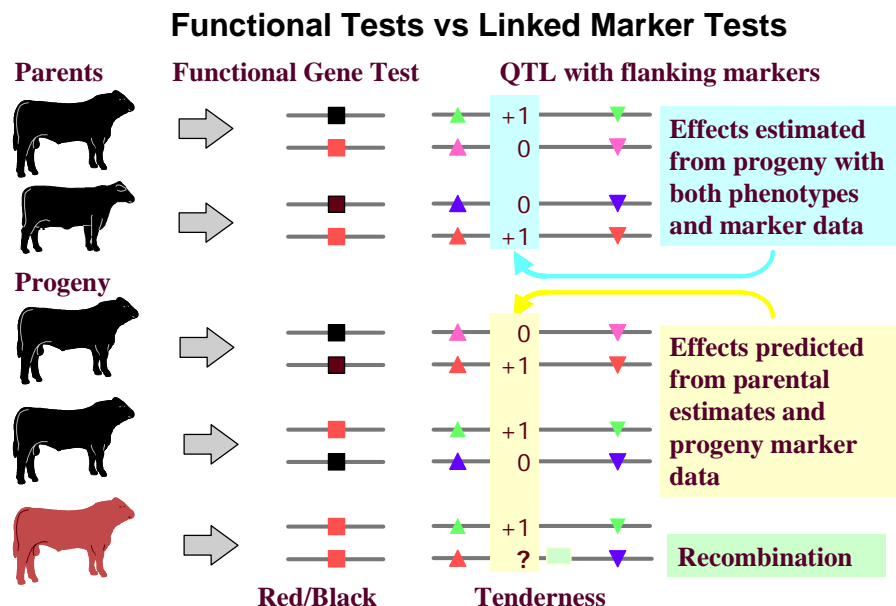 Functional Tests vs Linked Marker Tests
Parents
Functional Gene Test
QTL with flanking markers
+1
0
0
+1
Effects estimated
from progeny with
both phenotypes
and marker data
Progeny
0
+1
+1
0
+1
?
Effects predicted
from parental
estimates and
progeny marker
data
Recombination
Red/Black
Tenderness